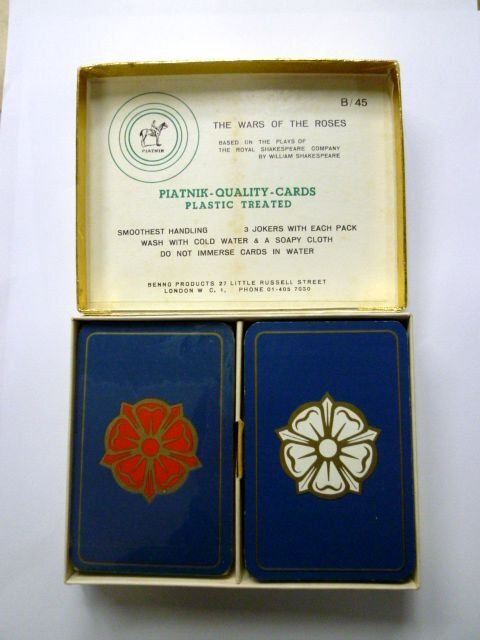 B/45
PIATNIK
THE WARS OF THE ROSES
BASED ON THE PLAYS OF
THE ROYAL SHAKESPEARE COMPANY
BY WILLIAM SHAKESPEARE
PIATNIK-QUALITY-CARDS
PLASTIC TREATED
SMOOTHEST HANDLING 3 JOKERS WITH EACH PACK
WASH WITH COLD WATER & A SOAPY CLOTH
DO NOT IMMERSE CARDS IN WATER
BENNO PRODUCTS 27 LITTLE RUSSELL STREET
LONDON W C. 1, PHONE 01-405 7050